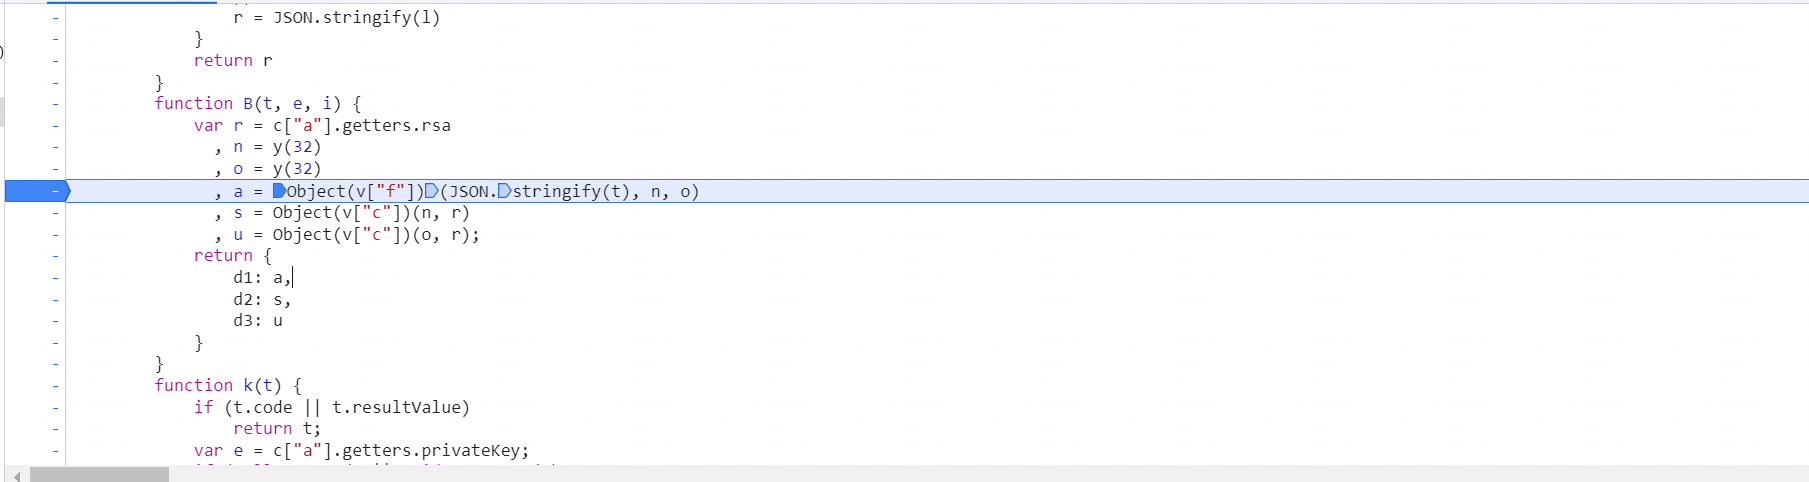 r = JSON.stringify(l)
}
return r
}
function B(t, e, i) {
var r = c["a"].getters.rsa
, n = y(32)
, o = y(32)
, a = Object(v["f"])(JSON.stringify(t), n, o)
, s = Object(v["c"])(n, r)
, u = Object(v["c"])(o, r);
return {
d1: a,
d2: s,
d3: u
}
}
function k(t) {
if (t.code || t.resultValue)
return t;
var e = c["a"].getters.privateKey;